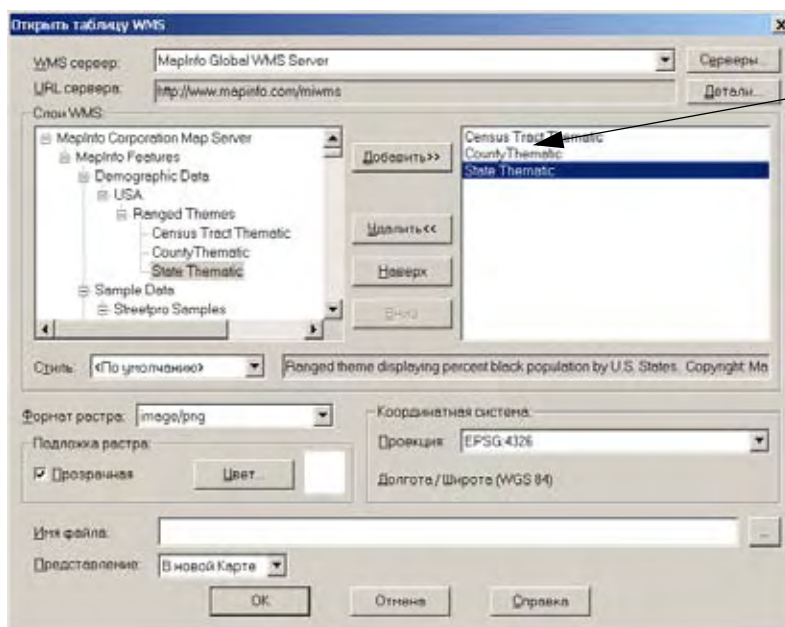 Открыть таблицу WMS
WMS сервер: MapInfo Global WMS Server Серверы...
URL сервера: http://www.mapinfo.com/miwms Детали...
Слои WMS:
MapInfo Corporation Map Server
MapInfo Features
Demographic Data
USA
Ranged Themes
Census Tract Thematic
CountyThematic
State Thematic
Sample Data
Streetpro Samples
Добавить>>
Удалить<<
Наверх
Вниз
Census Tract Thematic
CountyThematic
State Thematic
Стиль: <По умолчанию> Ranged theme displaying percent black population by U.S. States. Copyright: Ma
Формат растра: image/png
Подложка растра:
Прозрачная Цвет...
Координатная система:
Проекция: EPSG:4326
Долгота / Широта (WGS 84)
Имя файла: ...
Представление: В новой Карте
OK Отмена Справка